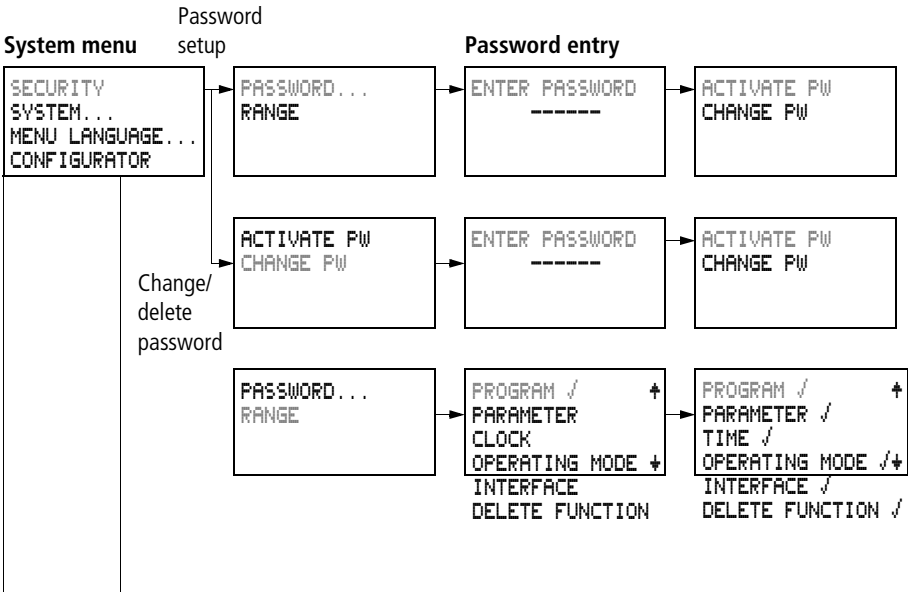 Password
setup
System menu
Password entry
SECURITY
SYSTEM...
MENU LANGUAGE...
CONFIGURATOR
PASSWORD...
RANGE
ENTER PASSWORD
------
ACTIVATE PW
CHANGE PW
Change/
delete
password
ACTIVATE PW
CHANGE PW
ENTER PASSWORD
------
ACTIVATE PW
CHANGE PW
PASSWORD...
RANGE
PROGRAM √
PARAMETER
CLOCK
OPERATING MODE
INTERFACE
DELETE FUNCTION
PROGRAM √
PARAMETER √
TIME √
OPERATING MODE √
INTERFACE √
DELETE FUNCTION √